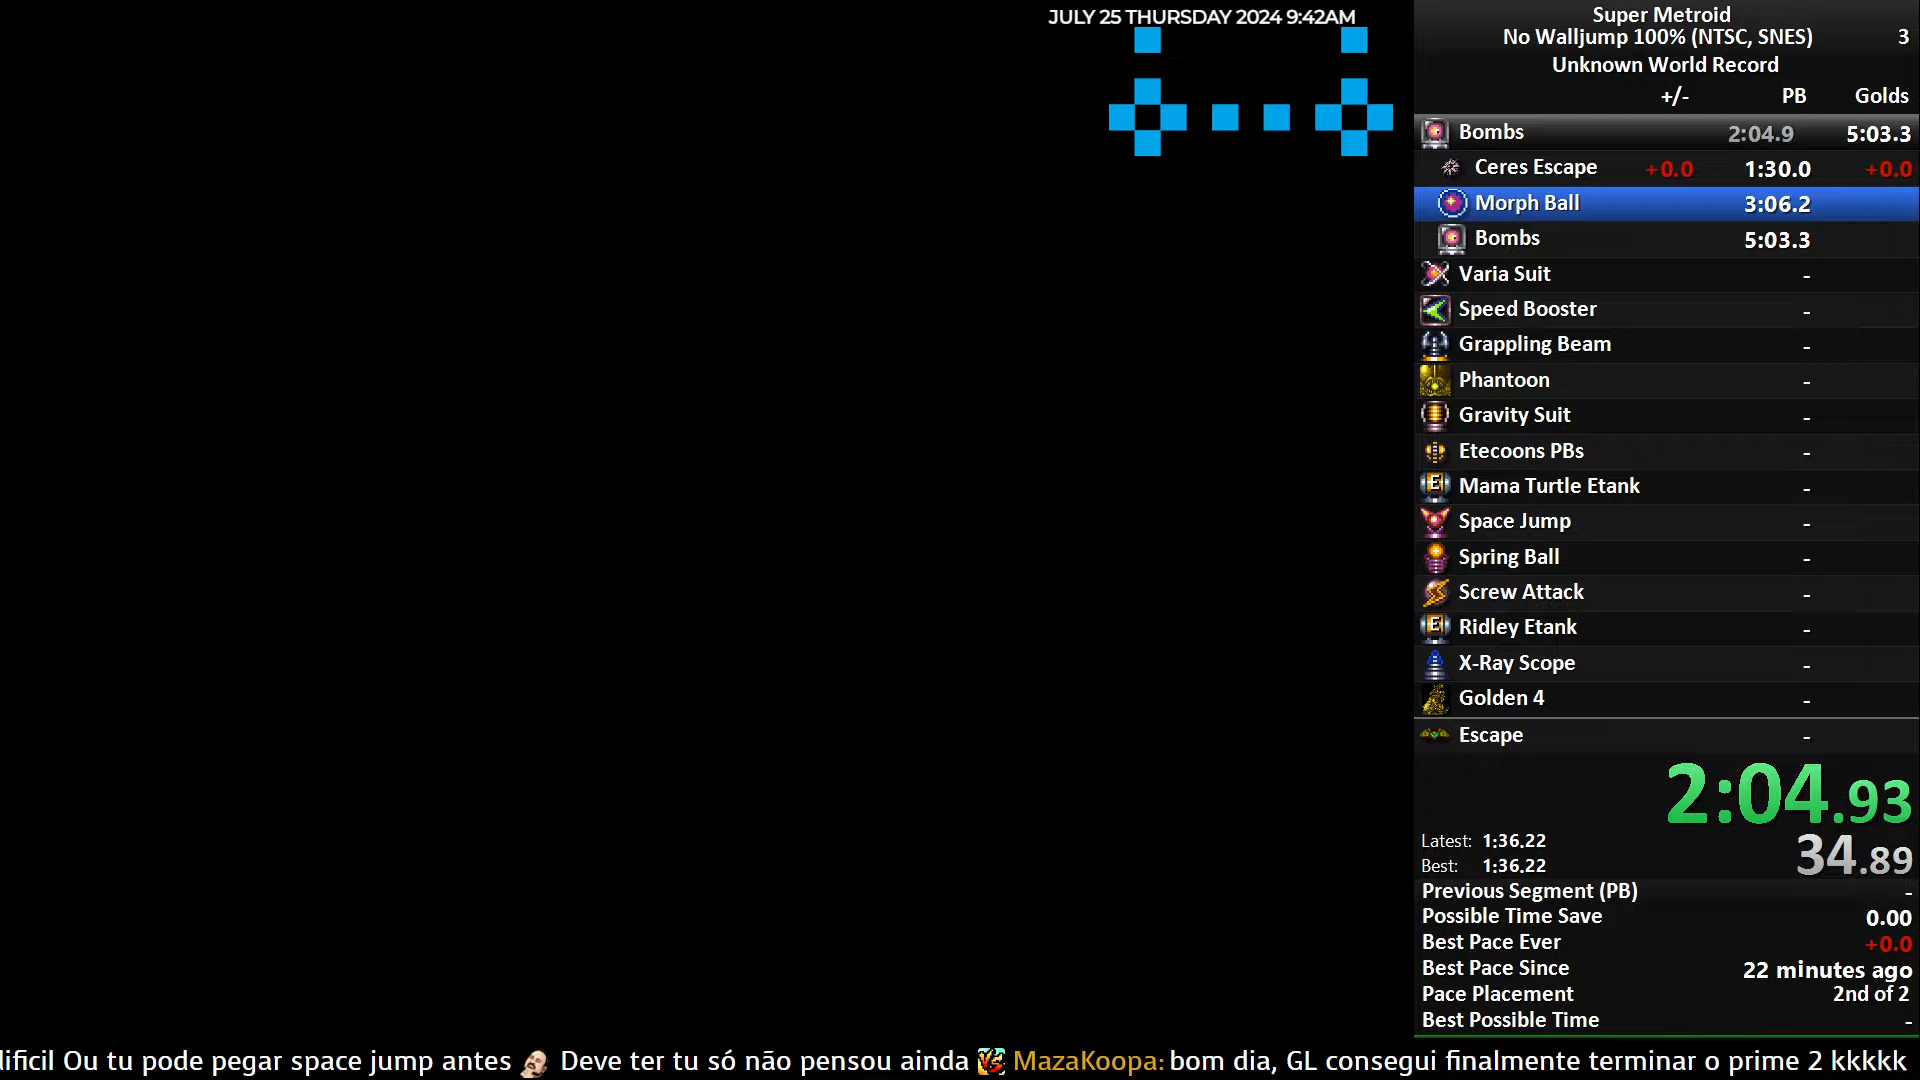 JULY 25 THURSDAY 2024 9:42AM
Super Metroid
No Walljump 100% (NTSC, SNES) 3
Unknown World Record
+/- PB Golds
Bombs 2:04.9 5:03.3
Ceres Escape +0.0 1:30.0 +0.0
Morph Ball 3:06.2
Bombs 5:03.3
Varia Suit -
Speed Booster -
Grappling Beam -
Phantoon -
Gravity Suit -
Etecoons PBs -
Mama Turtle Etank -
Space Jump -
Spring Ball -
Screw Attack -
Ridley Etank -
X-Ray Scope -
Golden 4 -
Escape -
2:04.93
Latest: 1:36.22
34.89
Best: 1:36.22
Previous Segment (PB) -
Possible Time Save 0.00
Best Pace Ever +0.0
Best Pace Since 22 minutes ago
Pace Placement 2nd of 2
Best Possible Time -
ificil Ou tu pode pegar space jump antes Deve ter tu só não pensou ainda MazaKoopa: bom dia, GL consegui finalmente terminar o prime 2 kkkkk